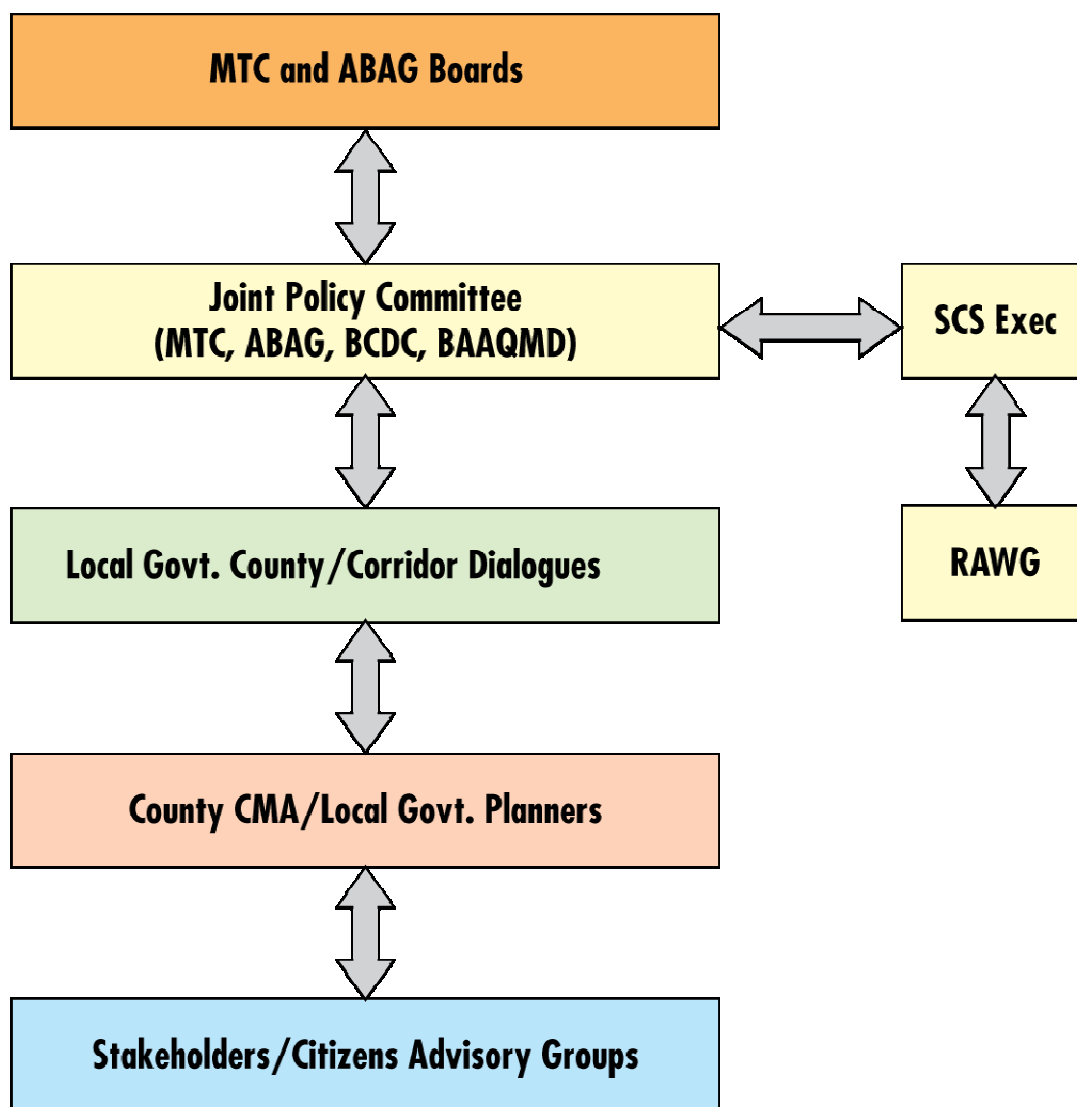 MTC and ABAG Boards
Joint Policy Committee
(MTC, ABAG, BCDC, BAAQMD)
SCS Exec
Local Govt. County/Corridor Dialogues
RAWG
County CMA/Local Govt. Planners
Stakeholders/Citizens Advisory Groups